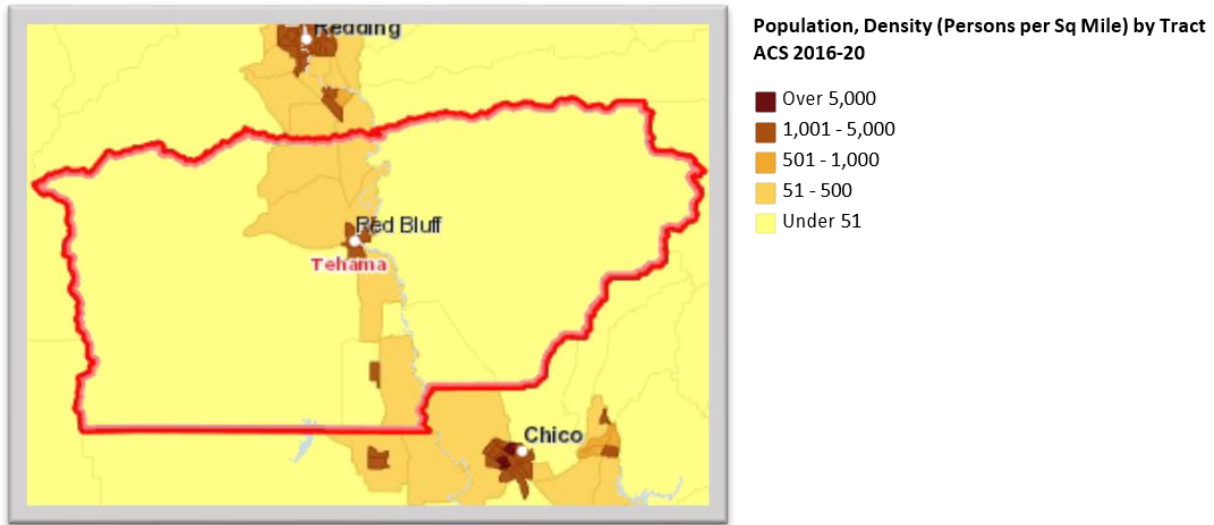 Redding
Red Bluff
Tehama
Chico
Population, Density (Persons per Sq Mile) by Tract
ACS 2016-20
Over 5,000
1,001 - 5,000
501 - 1,000
51 - 500
Under 51